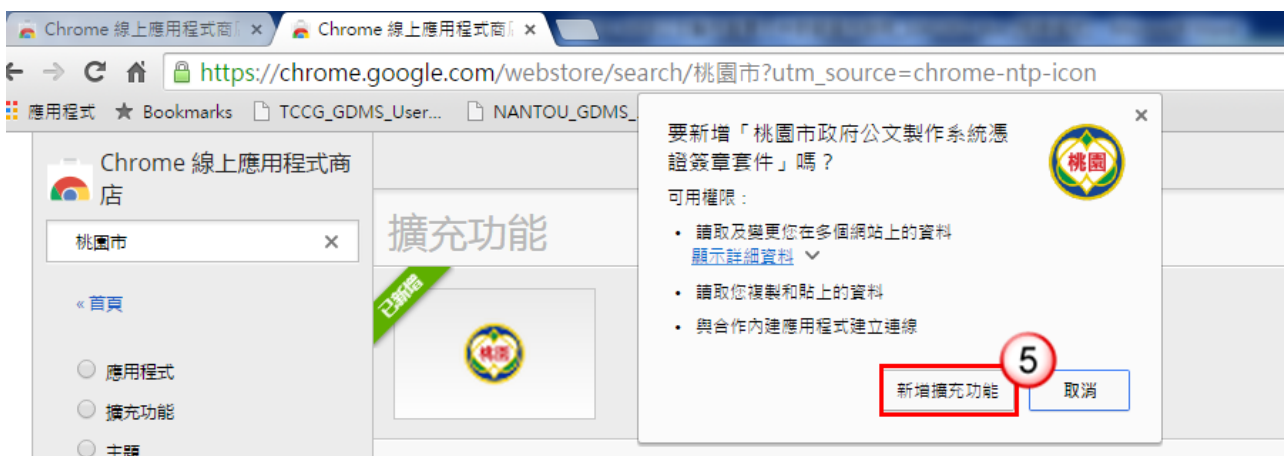 Chrome 線上應用程式商
Chrome 線上應用程式商
https://chrome.google.com/webstore/search/桃園市?utm_source=chrome-ntp-icon
應用程式 Bookmarks TCCG_GDMS_User... NANTOU_GDMS_
Chrome 線上應用程式商
店
桃園市
«首頁
應用程式
擴充功能
主題
擴充功能
已新增
桃園
要新增「桃園市政府公文製作系統憑
證簽章套件」嗎？
桃園
可用權限：
• 讀取及變更您在多個網站上的資料
顯示詳細資料
• 讀取您複製和貼上的資料
• 與合作內建應用程式建立連線
5
新增擴充功能
取消